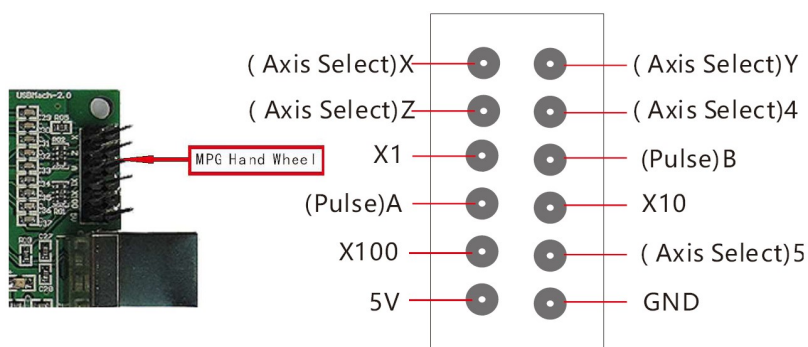 USBMach-2.0
MPG Hand Wheel
( Axis Select)X
( Axis Select)Y
( Axis Select)Z
( Axis Select)4
X1
(Pulse)B
(Pulse)A
X10
X100
( Axis Select)5
5V
GND